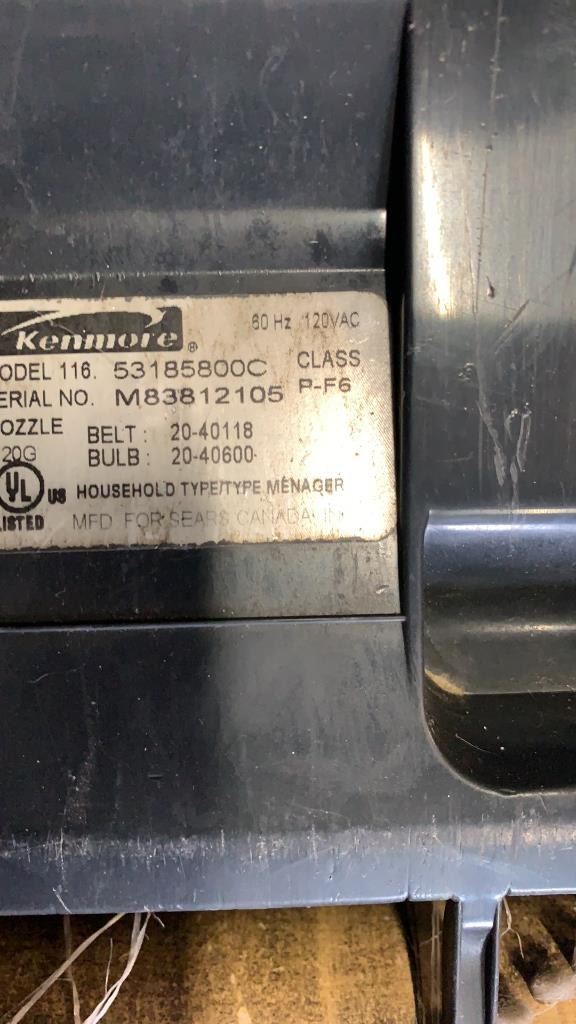 Kenmore® 60 Hz 120VAC
ODEL 116. 53185800C CLASS
ERIAL NO. M83812105 P-F6
OZZLE BELT: 20-40118
20G BULB: 20-40600
UL US HOUSEHOLD TYPE/TYPE MÉNAGER
LISTED MFD. FOR SEARS CANADA IN